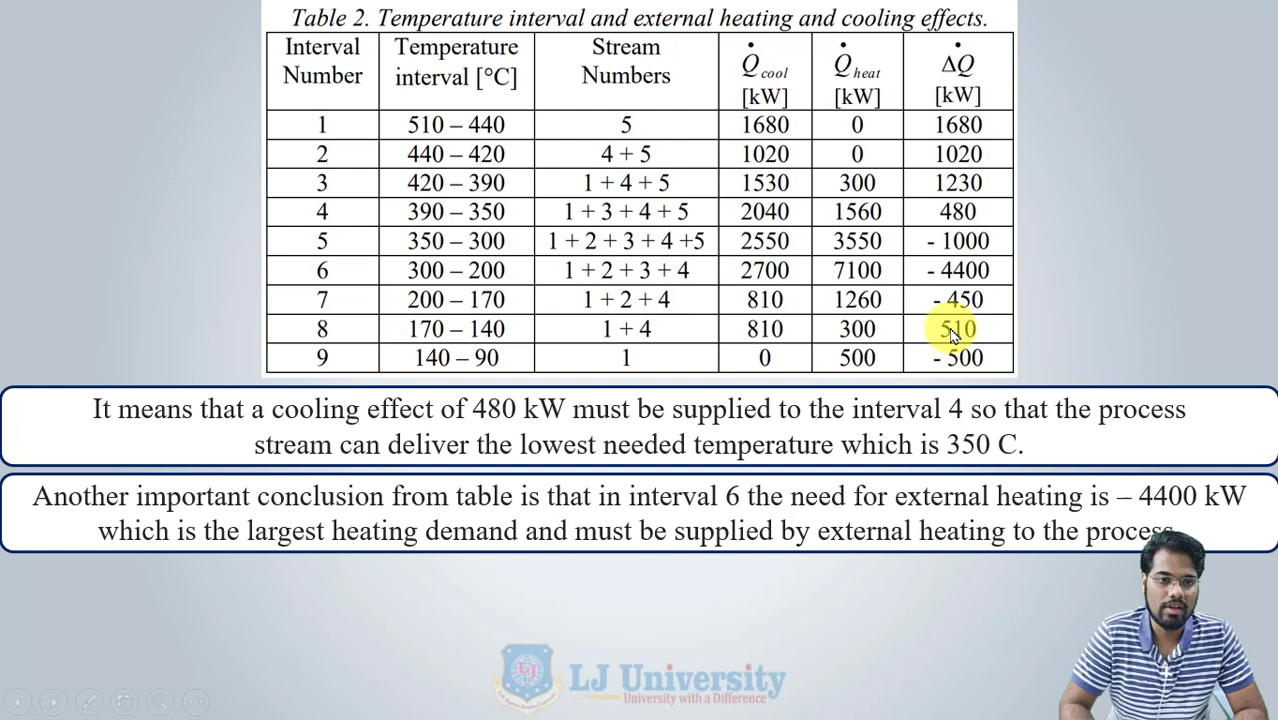 Table 2. Temperature interval and external heating and cooling effects.
Interval Number Temperature interval [°C] Stream Numbers Q̇ cool [kW] Q̇ heat [kW] ΔQ̇ [kW]
1 510 – 440 5 1680 0 1680
2 440 – 420 4 + 5 1020 0 1020
3 420 – 390 1 + 4 + 5 1530 300 1230
4 390 – 350 1 + 3 + 4 + 5 2040 1560 480
5 350 – 300 1 + 2 + 3 + 4 +5 2550 3550 - 1000
6 300 – 200 1 + 2 + 3 + 4 2700 7100 - 4400
7 200 – 170 1 + 2 + 4 810 1260 - 450
8 170 – 140 1 + 4 810 300 510
9 140 – 90 1 0 500 - 500
It means that a cooling effect of 480 kW must be supplied to the interval 4 so that the process
stream can deliver the lowest needed temperature which is 350 C.
Another important conclusion from table is that in interval 6 the need for external heating is – 4400 kW
which is the largest heating demand and must be supplied by external heating to the process
LJ University
University with a Difference